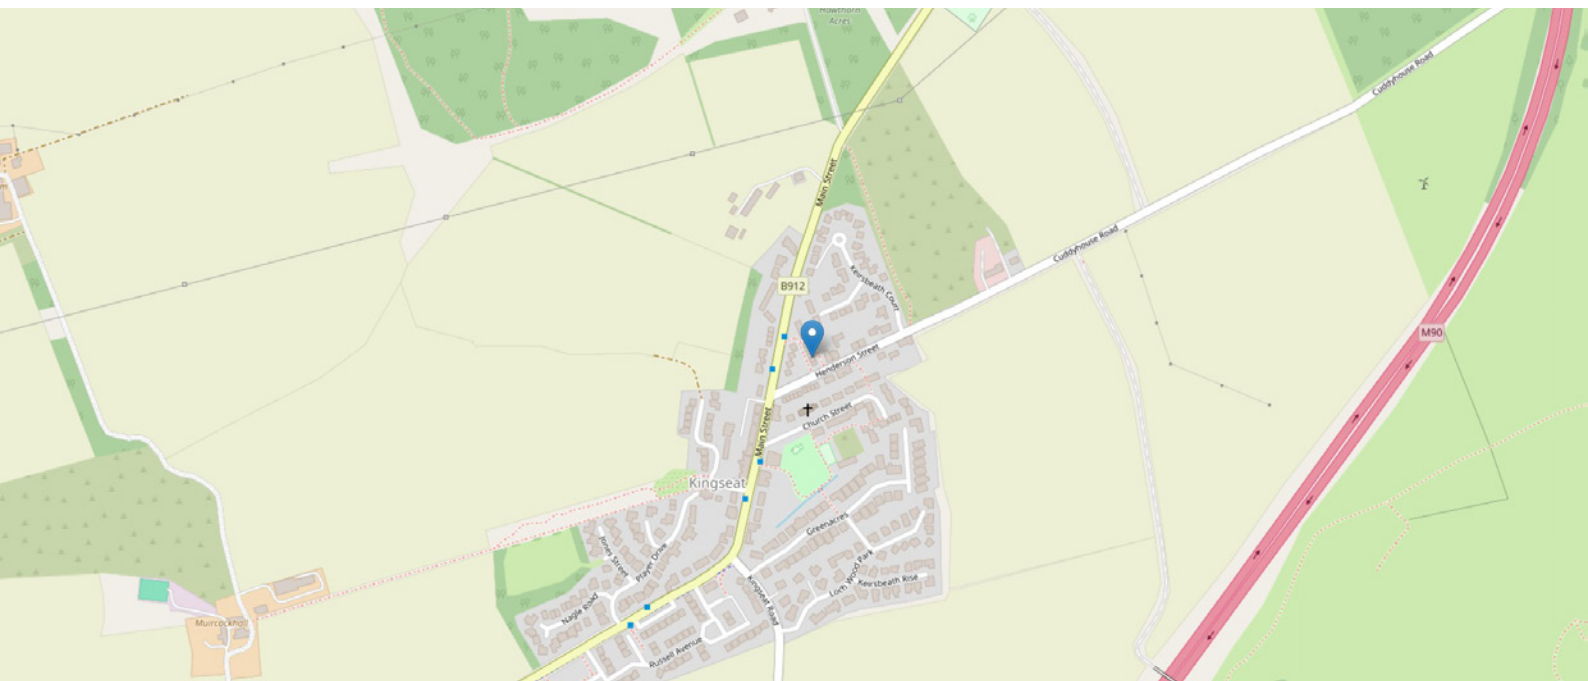 Hawthorn
Acres
Cuddyhouse Road
Main Street
Cuddyhouse Road
Keirsbeath Court
B912
M90
Henderson Street
Church Street
Main Street
Kingseat
Greenacres
Jones Street
Player Drive
Loch Wood Park
Keirsbeath Rise
Kingseat Road
Nagle Road
Muircockhall
Russell Avenue